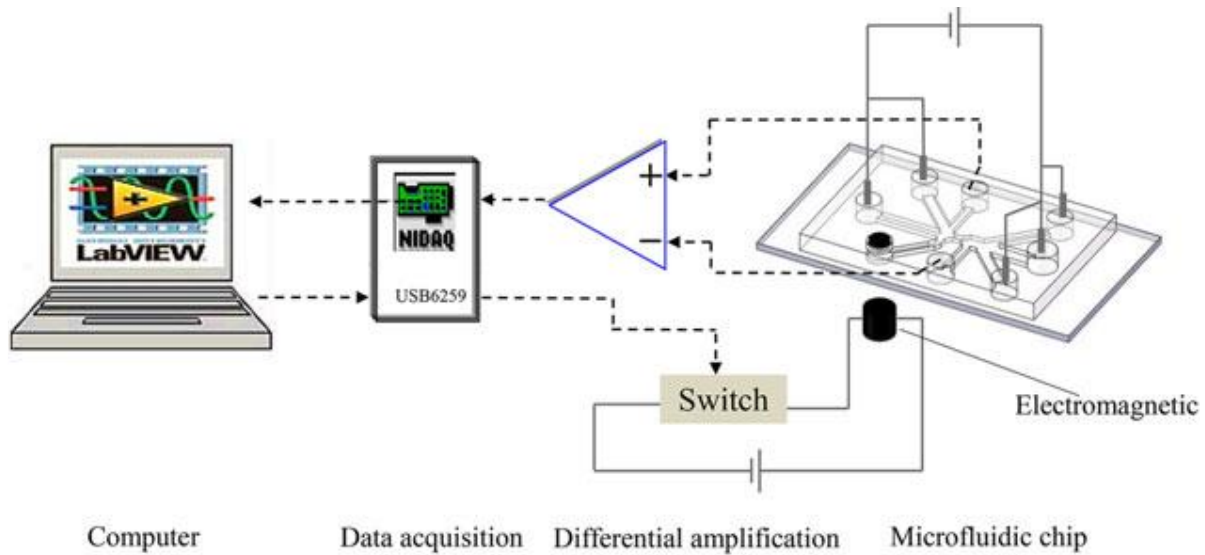 +
NIDAQ
LabVIEW
−
USB6259
Switch
Electromagnetic
Computer
Data acquisition
Differential amplification
Microfluidic chip